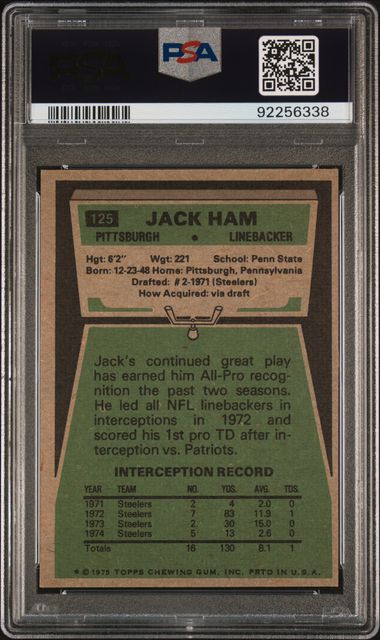 PSA
PSA
92256338
125 JACK HAM
PITTSBURGH • LINEBACKER
Hgt: 6'2" Wgt: 221 School: Penn State
Born: 12-23-48 Home: Pittsburgh, Pennsylvania
Drafted: #2-1971 (Steelers)
How Acquired: via draft
Jack's continued great play
has earned him All-Pro recog-
nition the past two seasons.
He led all NFL linebackers in
interceptions in 1972 and
scored his 1st pro TD after in-
terception vs. Patriots.
INTERCEPTION RECORD
YEAR TEAM NO. YDS. AVG. TDS.
1971 Steelers 2 4 2.0 0
1972 Steelers 7 83 11.9 1
1973 Steelers 2 30 15.0 0
1974 Steelers 5 13 2.6 0
Totals 16 130 8.1 1
* © 1975 TOPPS CHEWING GUM, INC. PRTD IN U.S.A.